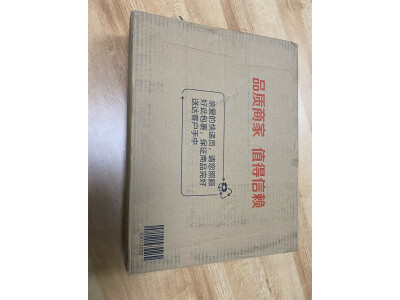 品质商家 值得信赖
亲爱的快递员,请您照顾
好此包裹,保证商品完好
送达客户手中